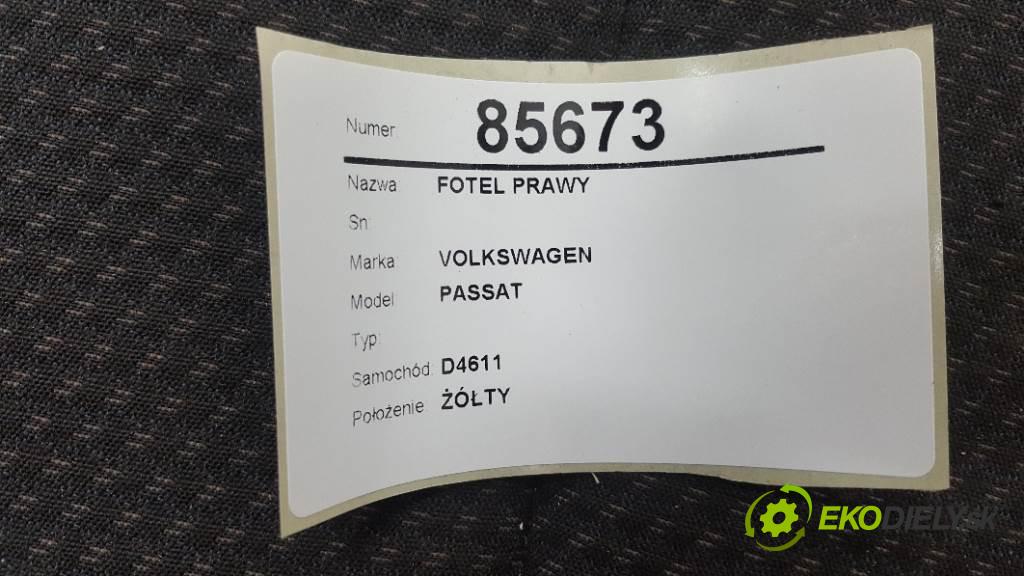 Numer: 85673
Nazwa: FOTEL PRAWY
Sn:
Marka: VOLKSWAGEN
Model: PASSAT
Typ:
Samochód: D4611
Położenie: ŻÓŁTY
EKODIELY.SK